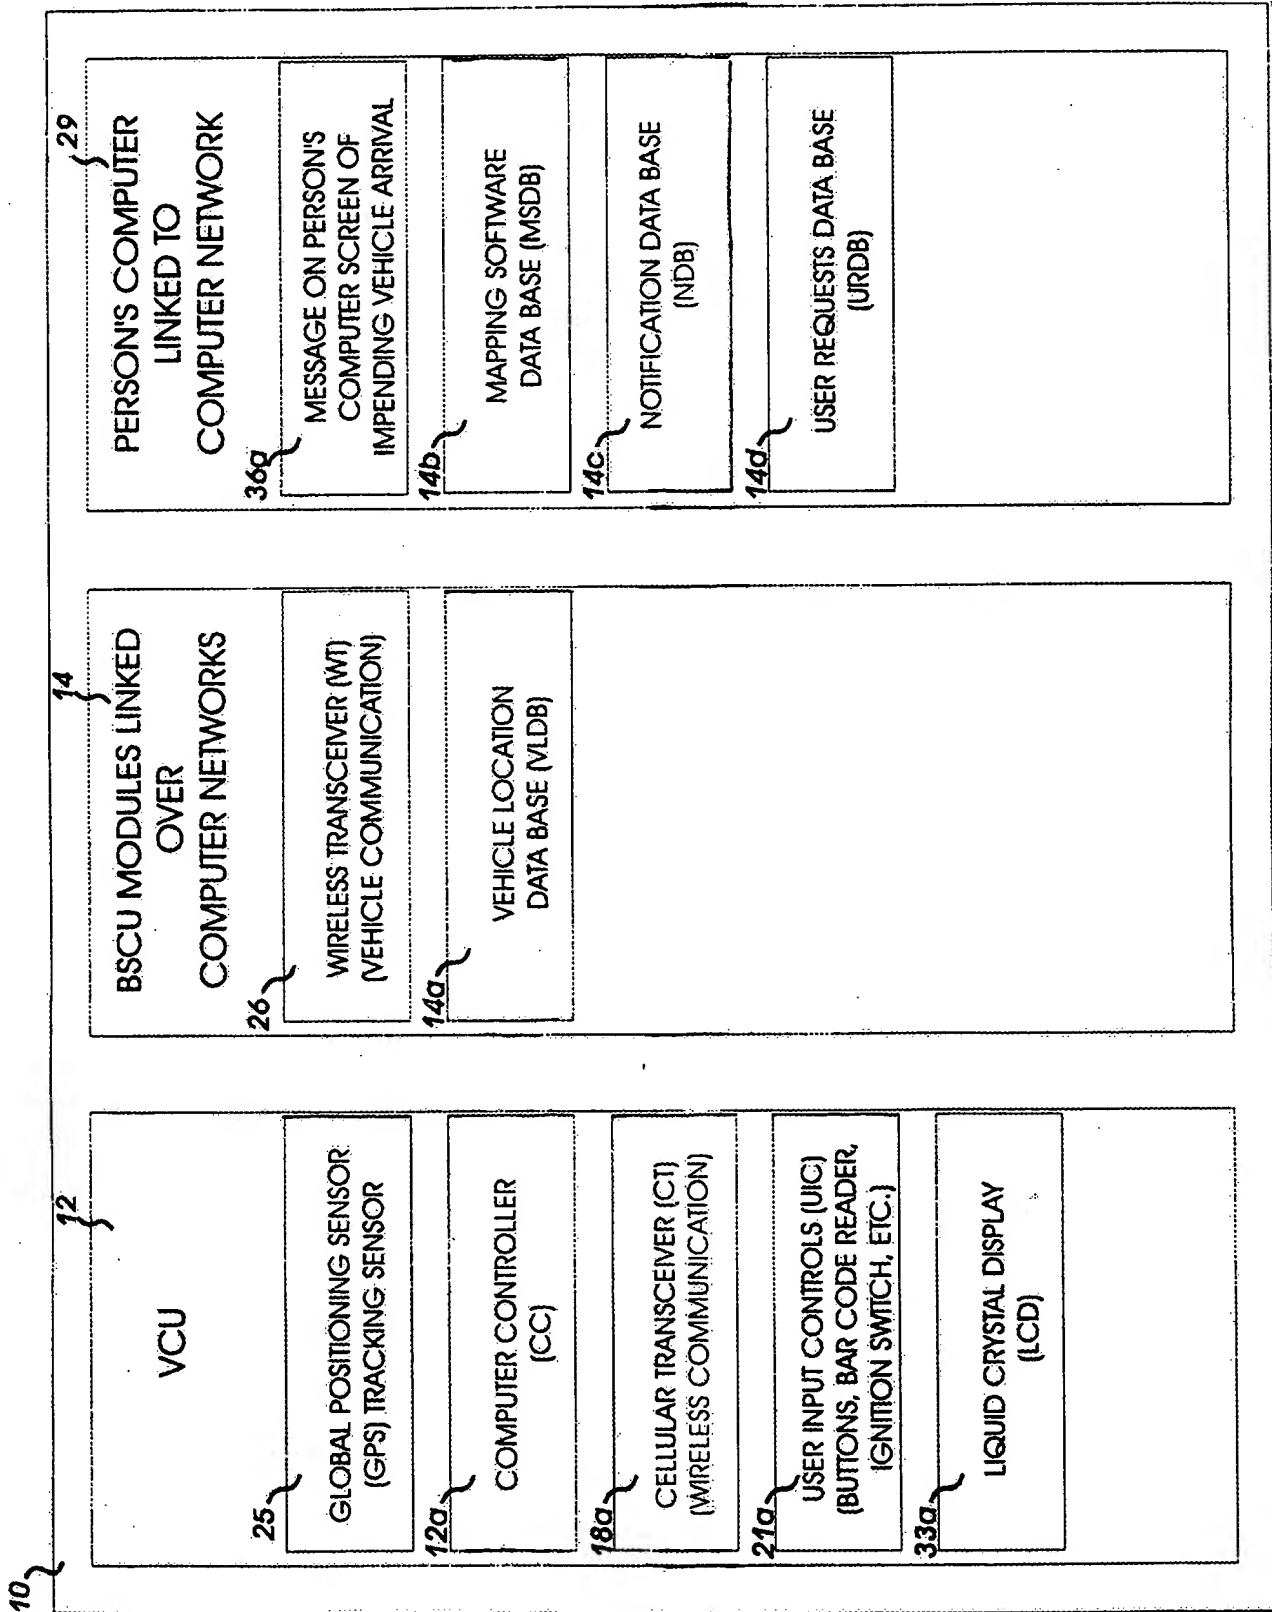 10
12
VCU
25
GLOBAL POSITIONING SENSOR
(GPS) TRACKING SENSOR
12a
COMPUTER CONTROLLER
(CC)
18a
CELLULAR TRANSCEIVER (CT)
(WIRELESS COMMUNICATION)
21a
USER INPUT CONTROLS (UIC)
(BUTTONS, BAR CODE READER,
IGNITION SWITCH, ETC.)
33a
LIQUID CRYSTAL DISPLAY
(LCD)
14
BSCU MODULES LINKED
OVER
COMPUTER NETWORKS
26
WIRELESS TRANSCEIVER (WT)
(VEHICLE COMMUNICATION)
14a
VEHICLE LOCATION
DATA BASE (VLDB)
29
PERSON'S COMPUTER
LINKED TO
COMPUTER NETWORK
36a
MESSAGE ON PERSON'S
COMPUTER SCREEN OF
IMPENDING VEHICLE ARRIVAL
14b
MAPPING SOFTWARE
DATA BASE (MSDB)
14c
NOTIFICATION DATA BASE
(NDB)
14d
USER REQUESTS DATA BASE
(URDB)